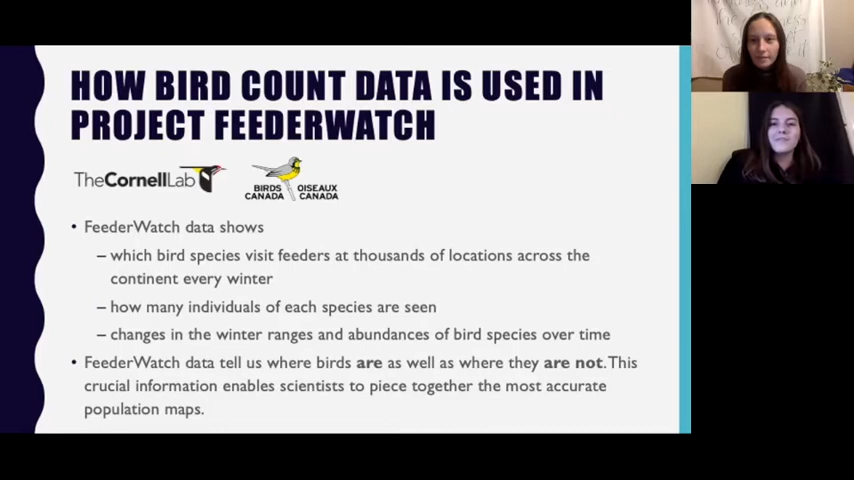 HOW BIRD COUNT DATA IS USED IN
PROJECT FEEDERWATCH
TheCornellLab
BIRDS CANADA
OISEAUX CANADA
• FeederWatch data shows
– which bird species visit feeders at thousands of locations across the
continent every winter
– how many individuals of each species are seen
– changes in the winter ranges and abundances of bird species over time
• FeederWatch data tell us where birds are as well as where they are not. This
crucial information enables scientists to piece together the most accurate
population maps.